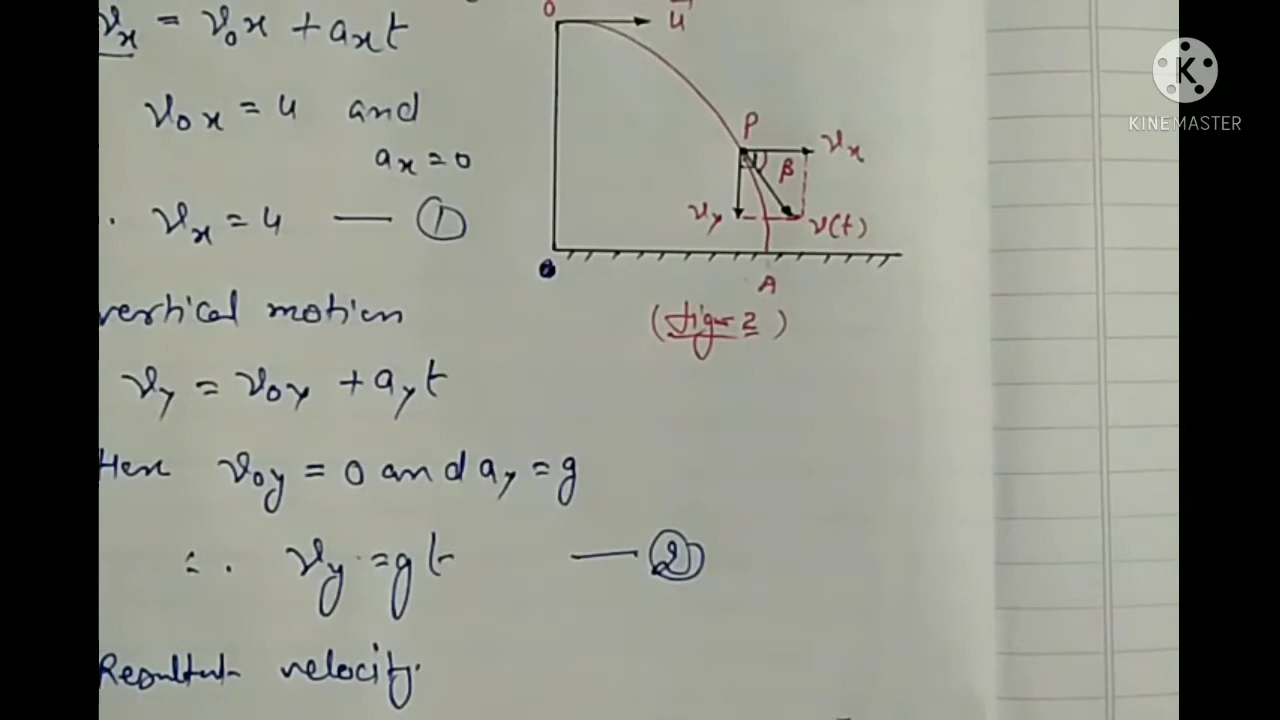 vx = v0x + axt
v0x = u and
ax = 0
∴ vx = u — ①
vertical motion
vy = v0y + ayt
Here v0y = 0 and ay = g
∴ vy = gt — ②
Resultant velocity.
O
u
P
vx
β
vy
v(t)
A
(figur 2)
K
KINEMASTER